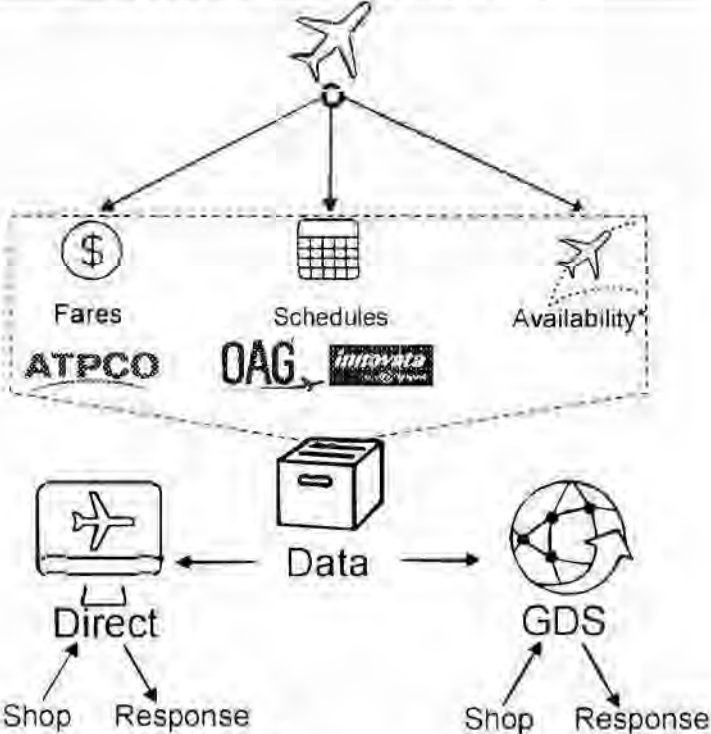 $
Fares
Schedules
Availability*
ATPCO
OAG
innovata
Data
Direct
GDS
Shop
Response
Shop
Response